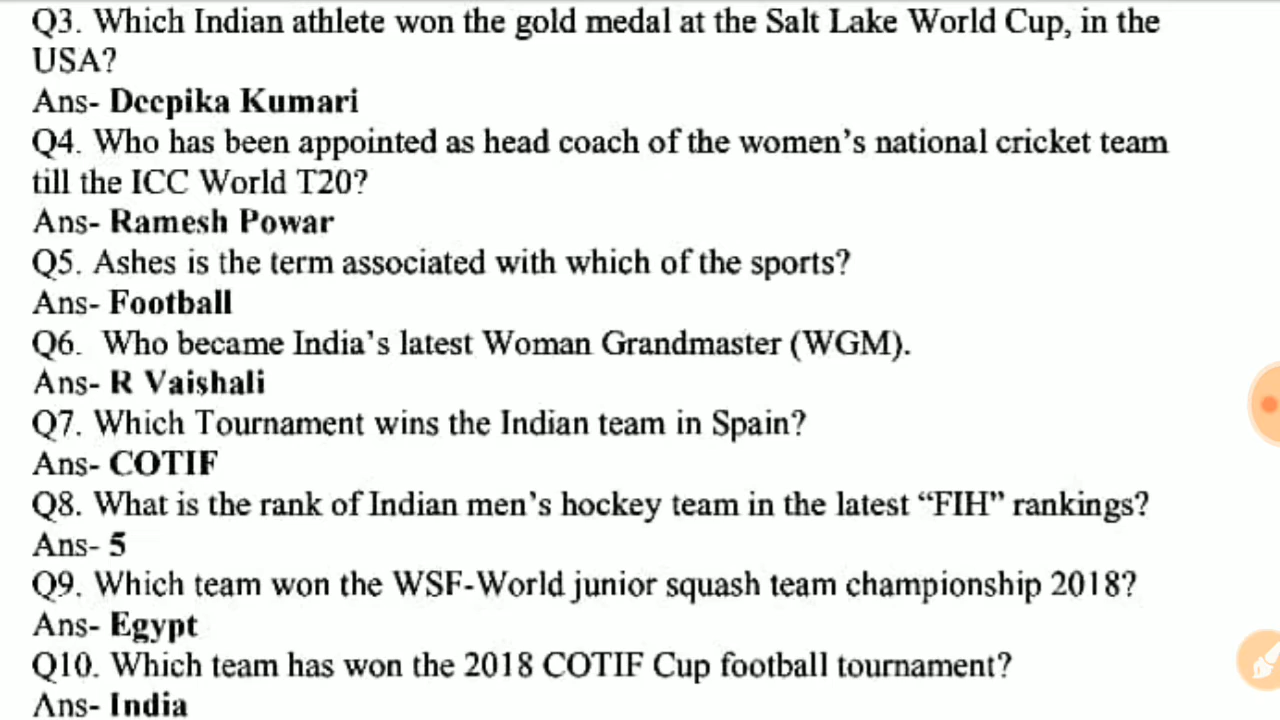 Q3. Which Indian athlete won the gold medal at the Salt Lake World Cup, in the
USA?
Ans- Deepika Kumari
Q4. Who has been appointed as head coach of the women’s national cricket team
till the ICC World T20?
Ans- Ramesh Powar
Q5. Ashes is the term associated with which of the sports?
Ans- Football
Q6.  Who became India’s latest Woman Grandmaster (WGM).
Ans- R Vaishali
Q7. Which Tournament wins the Indian team in Spain?
Ans- COTIF
Q8. What is the rank of Indian men’s hockey team in the latest “FIH” rankings?
Ans- 5
Q9. Which team won the WSF-World junior squash team championship 2018?
Ans- Egypt
Q10. Which team has won the 2018 COTIF Cup football tournament?
Ans- India